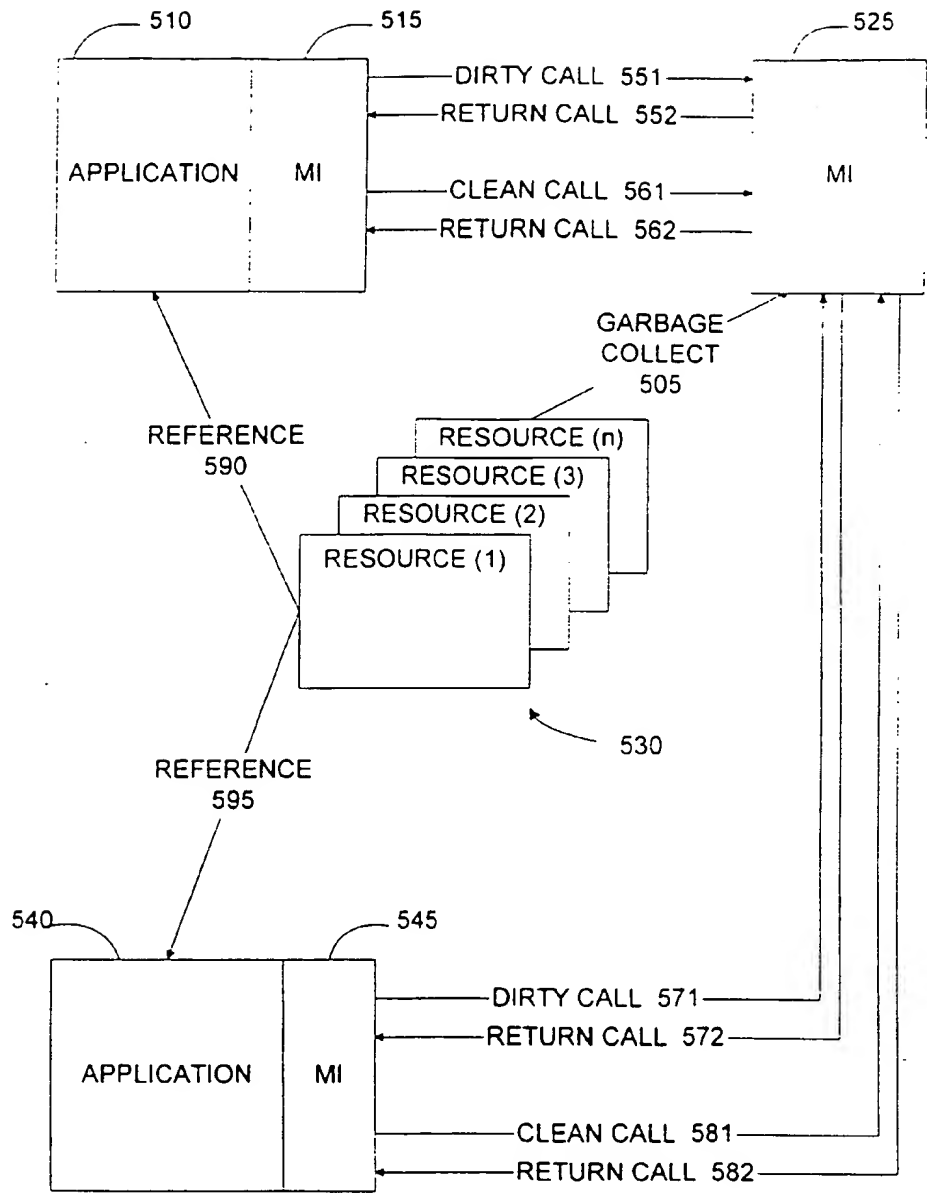 510
515
525
APPLICATION
MI
DIRTY CALL 551
RETURN CALL 552
CLEAN CALL 561
RETURN CALL 562
MI
GARBAGE
COLLECT
505
REFERENCE
590
RESOURCE (n)
RESOURCE (3)
RESOURCE (2)
RESOURCE (1)
530
REFERENCE
595
540
545
APPLICATION
MI
DIRTY CALL 571
RETURN CALL 572
CLEAN CALL 581
RETURN CALL 582